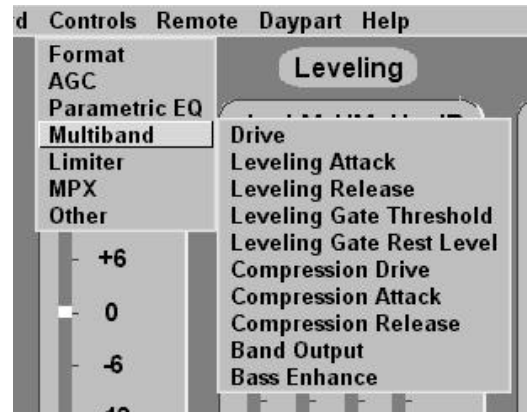 d Controls Remote Daypart Help
Format
AGC
Parametric EQ
Multiband
Limiter
MPX
Other
Leveling
Drive
Leveling Attack
Leveling Release
Leveling Gate Threshold
Leveling Gate Rest Level
Compression Drive
Compression Attack
Compression Release
Band Output
Bass Enhance
+6
0
-6